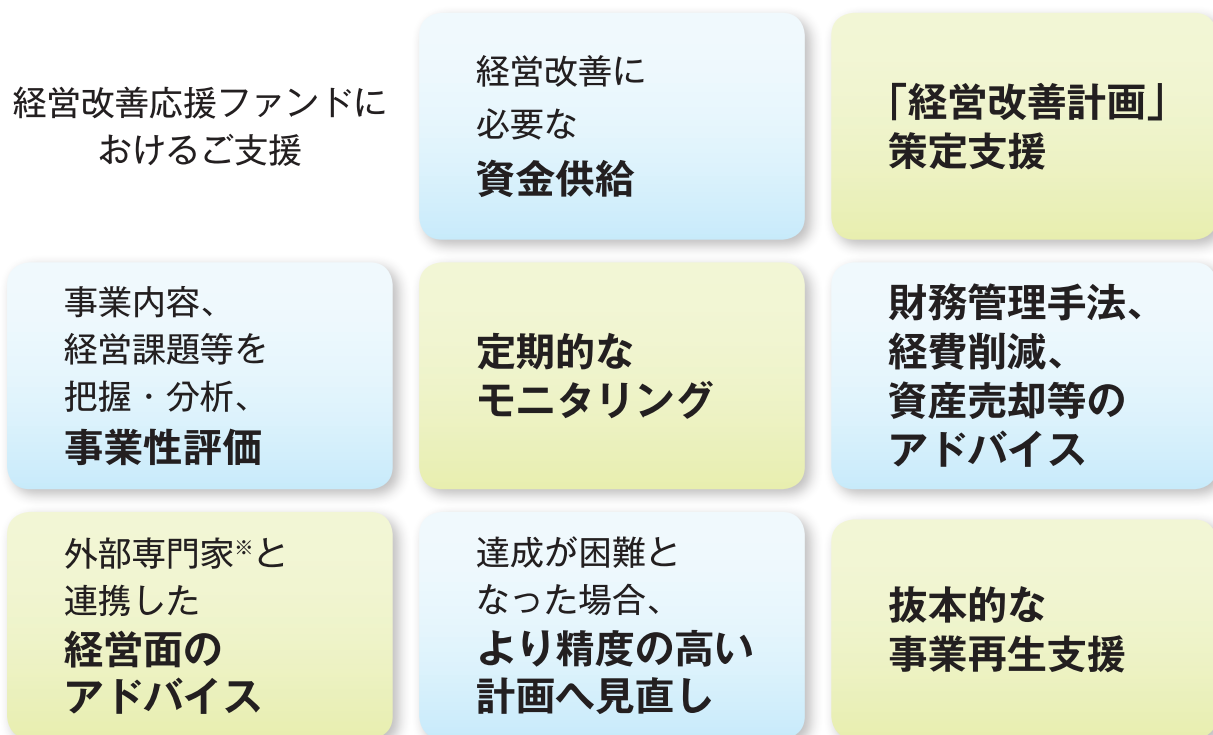 経営改善応援ファンドに
おけるご支援
経営改善に
必要な
資金供給
「経営改善計画」
策定支援
事業内容、
経営課題等を
把握・分析、
事業性評価
定期的な
モニタリング
財務管理手法、
経費削減、
資産売却等の
アドバイス
外部専門家※と
連携した
経営面の
アドバイス
達成が困難と
なった場合、
より精度の高い
計画へ見直し
抜本的な
事業再生支援